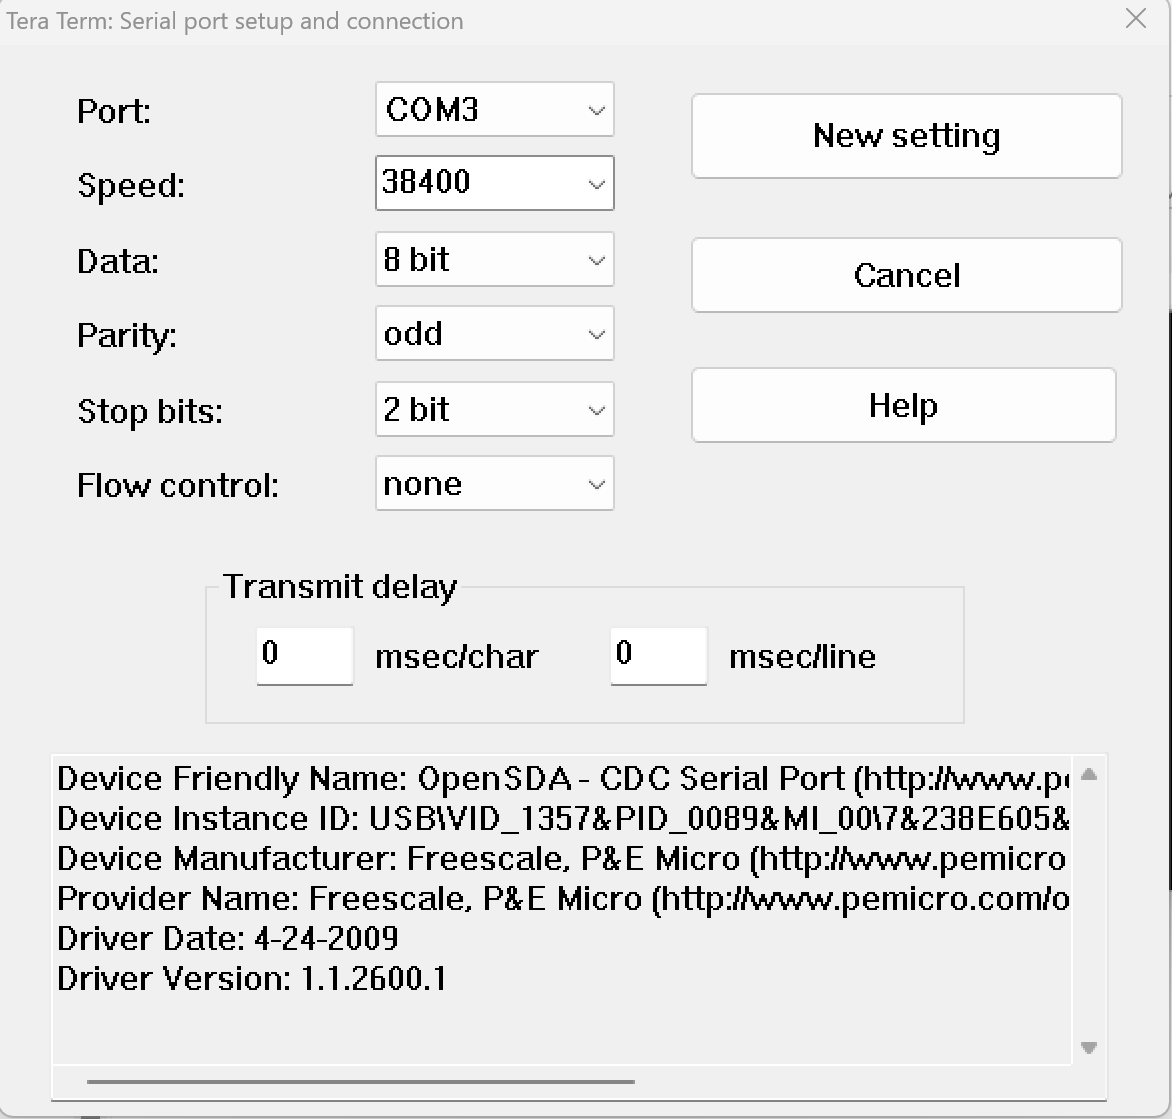 Tera Term: Serial port setup and connection
Port:
COM3
New setting
Speed:
38400
Data:
8 bit
Cancel
Parity:
odd
Stop bits:
2 bit
Help
Flow control:
none
Transmit delay
0
msec/char
0
msec/line
Device Friendly Name: OpenSDA - CDC Serial Port (http://www.pe
Device Instance ID: USB\VID_1357&PID_0089&MI_00\7&238E605&
Device Manufacturer: Freescale, P&E Micro (http://www.pemicro
Provider Name: Freescale, P&E Micro (http://www.pemicro.com/o
Driver Date: 4-24-2009
Driver Version: 1.1.2600.1